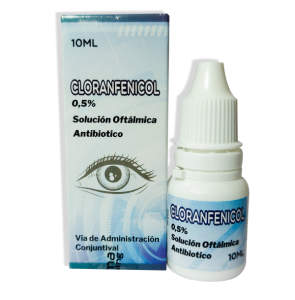 10ML
CLORANFENICOL
0,5%
Solución Oftálmica
Antibiotico
Via de Administración
Conjuntival
CLORANFENICOL
0,5%
Solución Oftálmica
Antibiotico
10ML